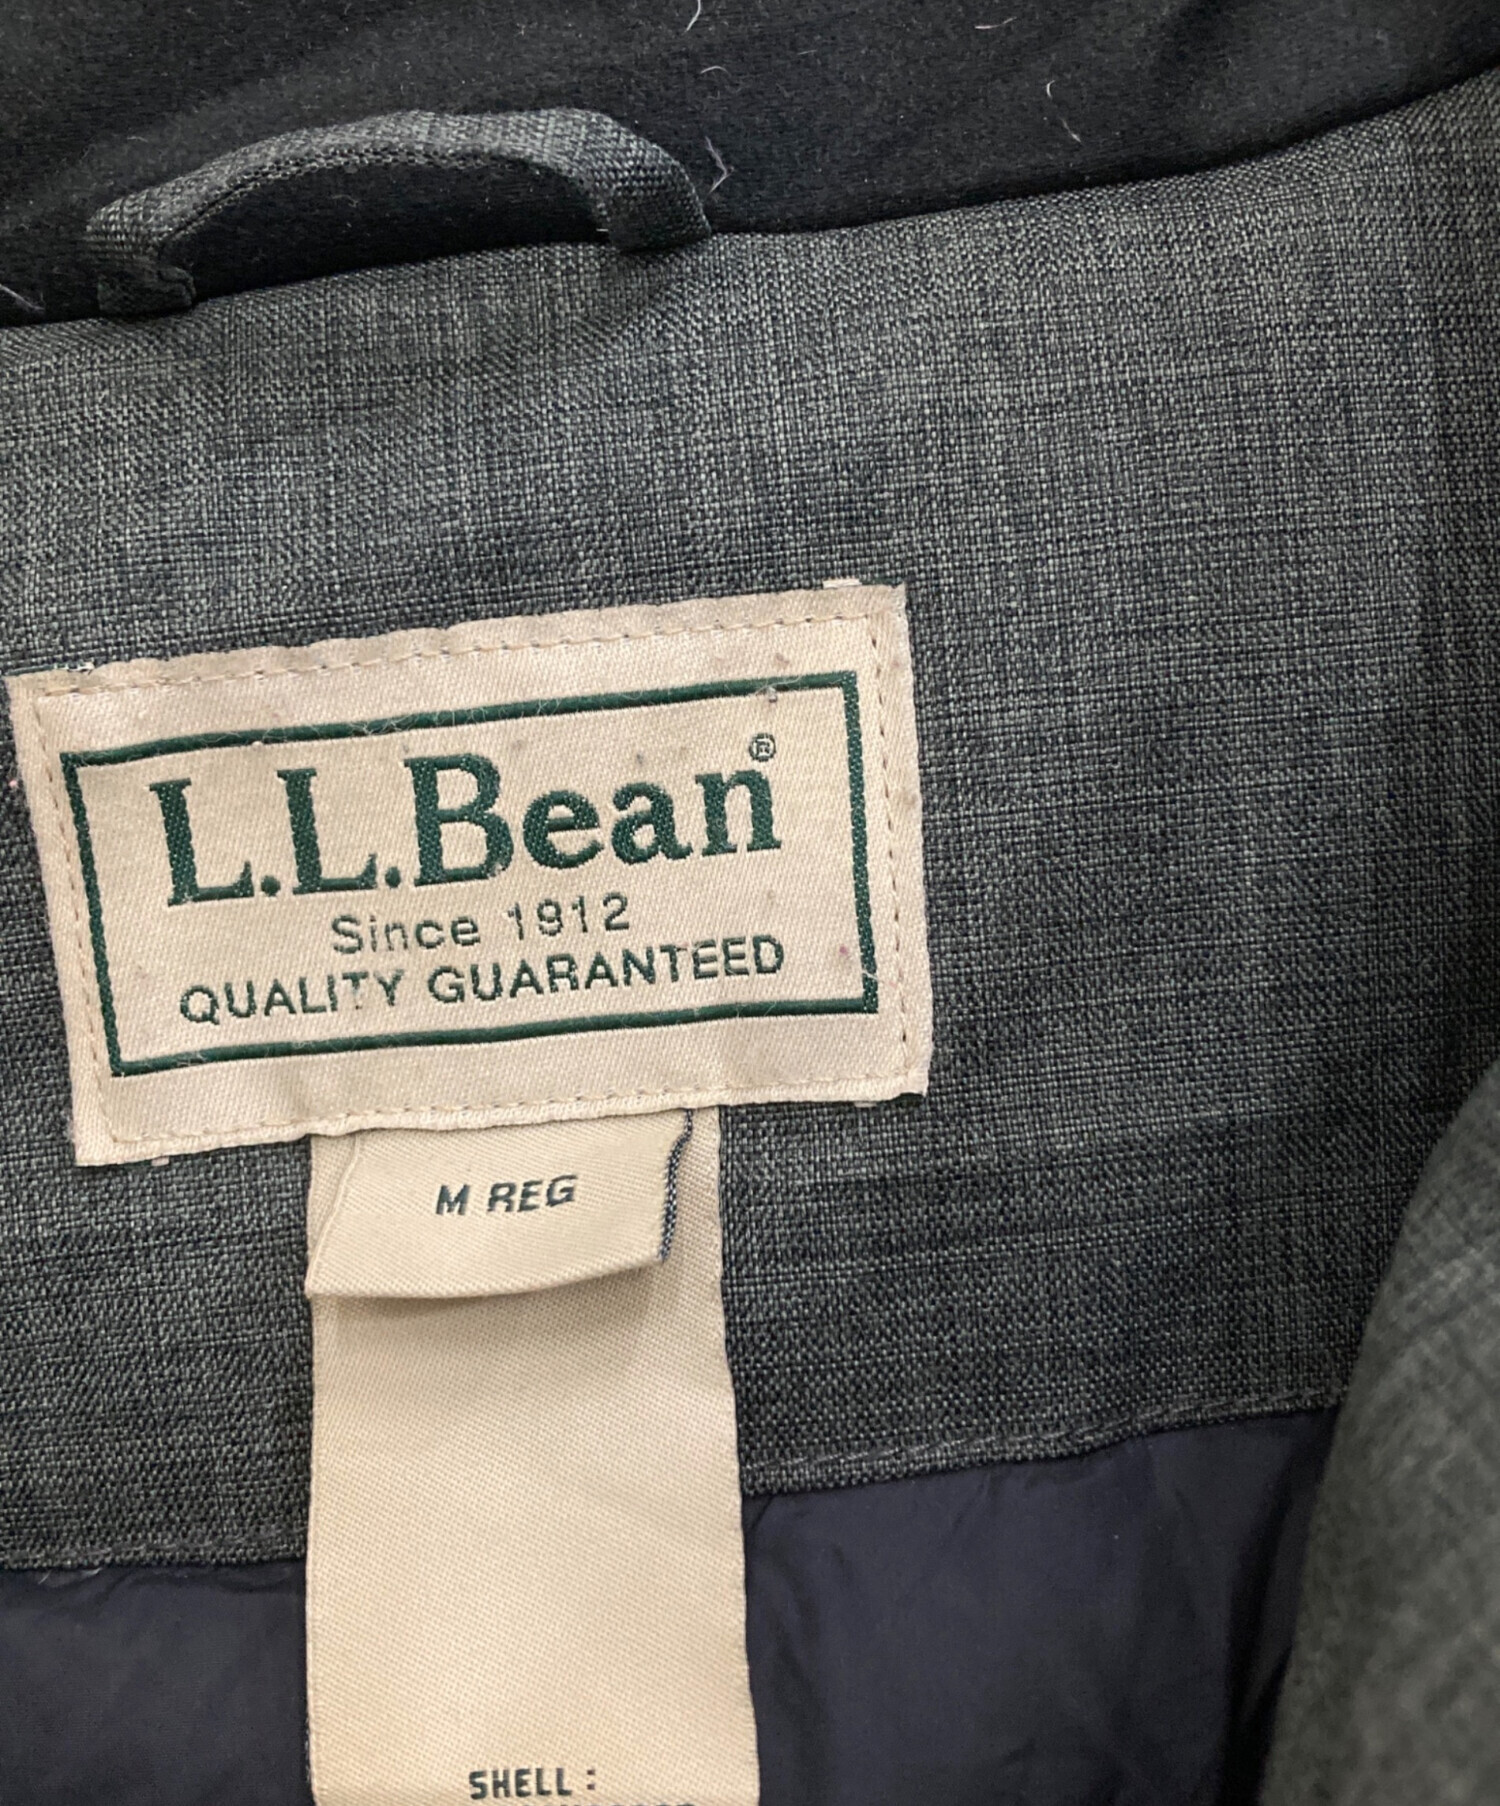 L.L.Bean®
Since 1912
QUALITY GUARANTEED
M REG
SHELL: